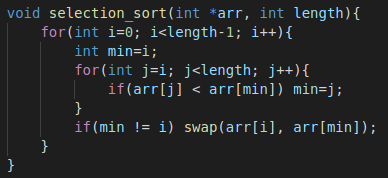 void selection_sort(int *arr, int length){
    for(int i=0; i<length-1; i++){
        int min=i;
        for(int j=i; j<length; j++){
            if(arr[j] < arr[min]) min=j;
        }
        if(min != i) swap(arr[i], arr[min]);
    }
}